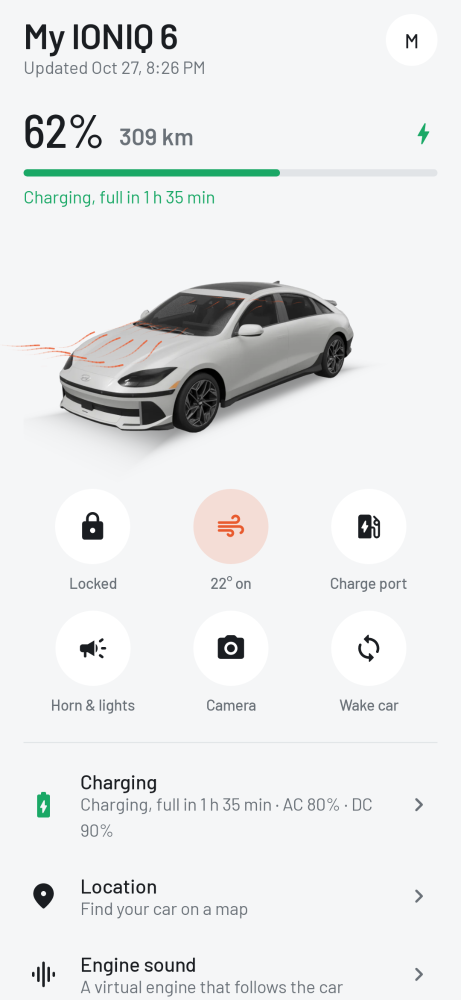 My IONIQ 6
M
Updated Oct 27, 8:26 PM
62%
309 km
Charging, full in 1 h 35 min
Locked
22° on
Charge port
Horn & lights
Camera
Wake car
Charging
Charging, full in 1 h 35 min · AC 80% · DC
90%
Location
Find your car on a map
Engine sound
A virtual engine that follows the car